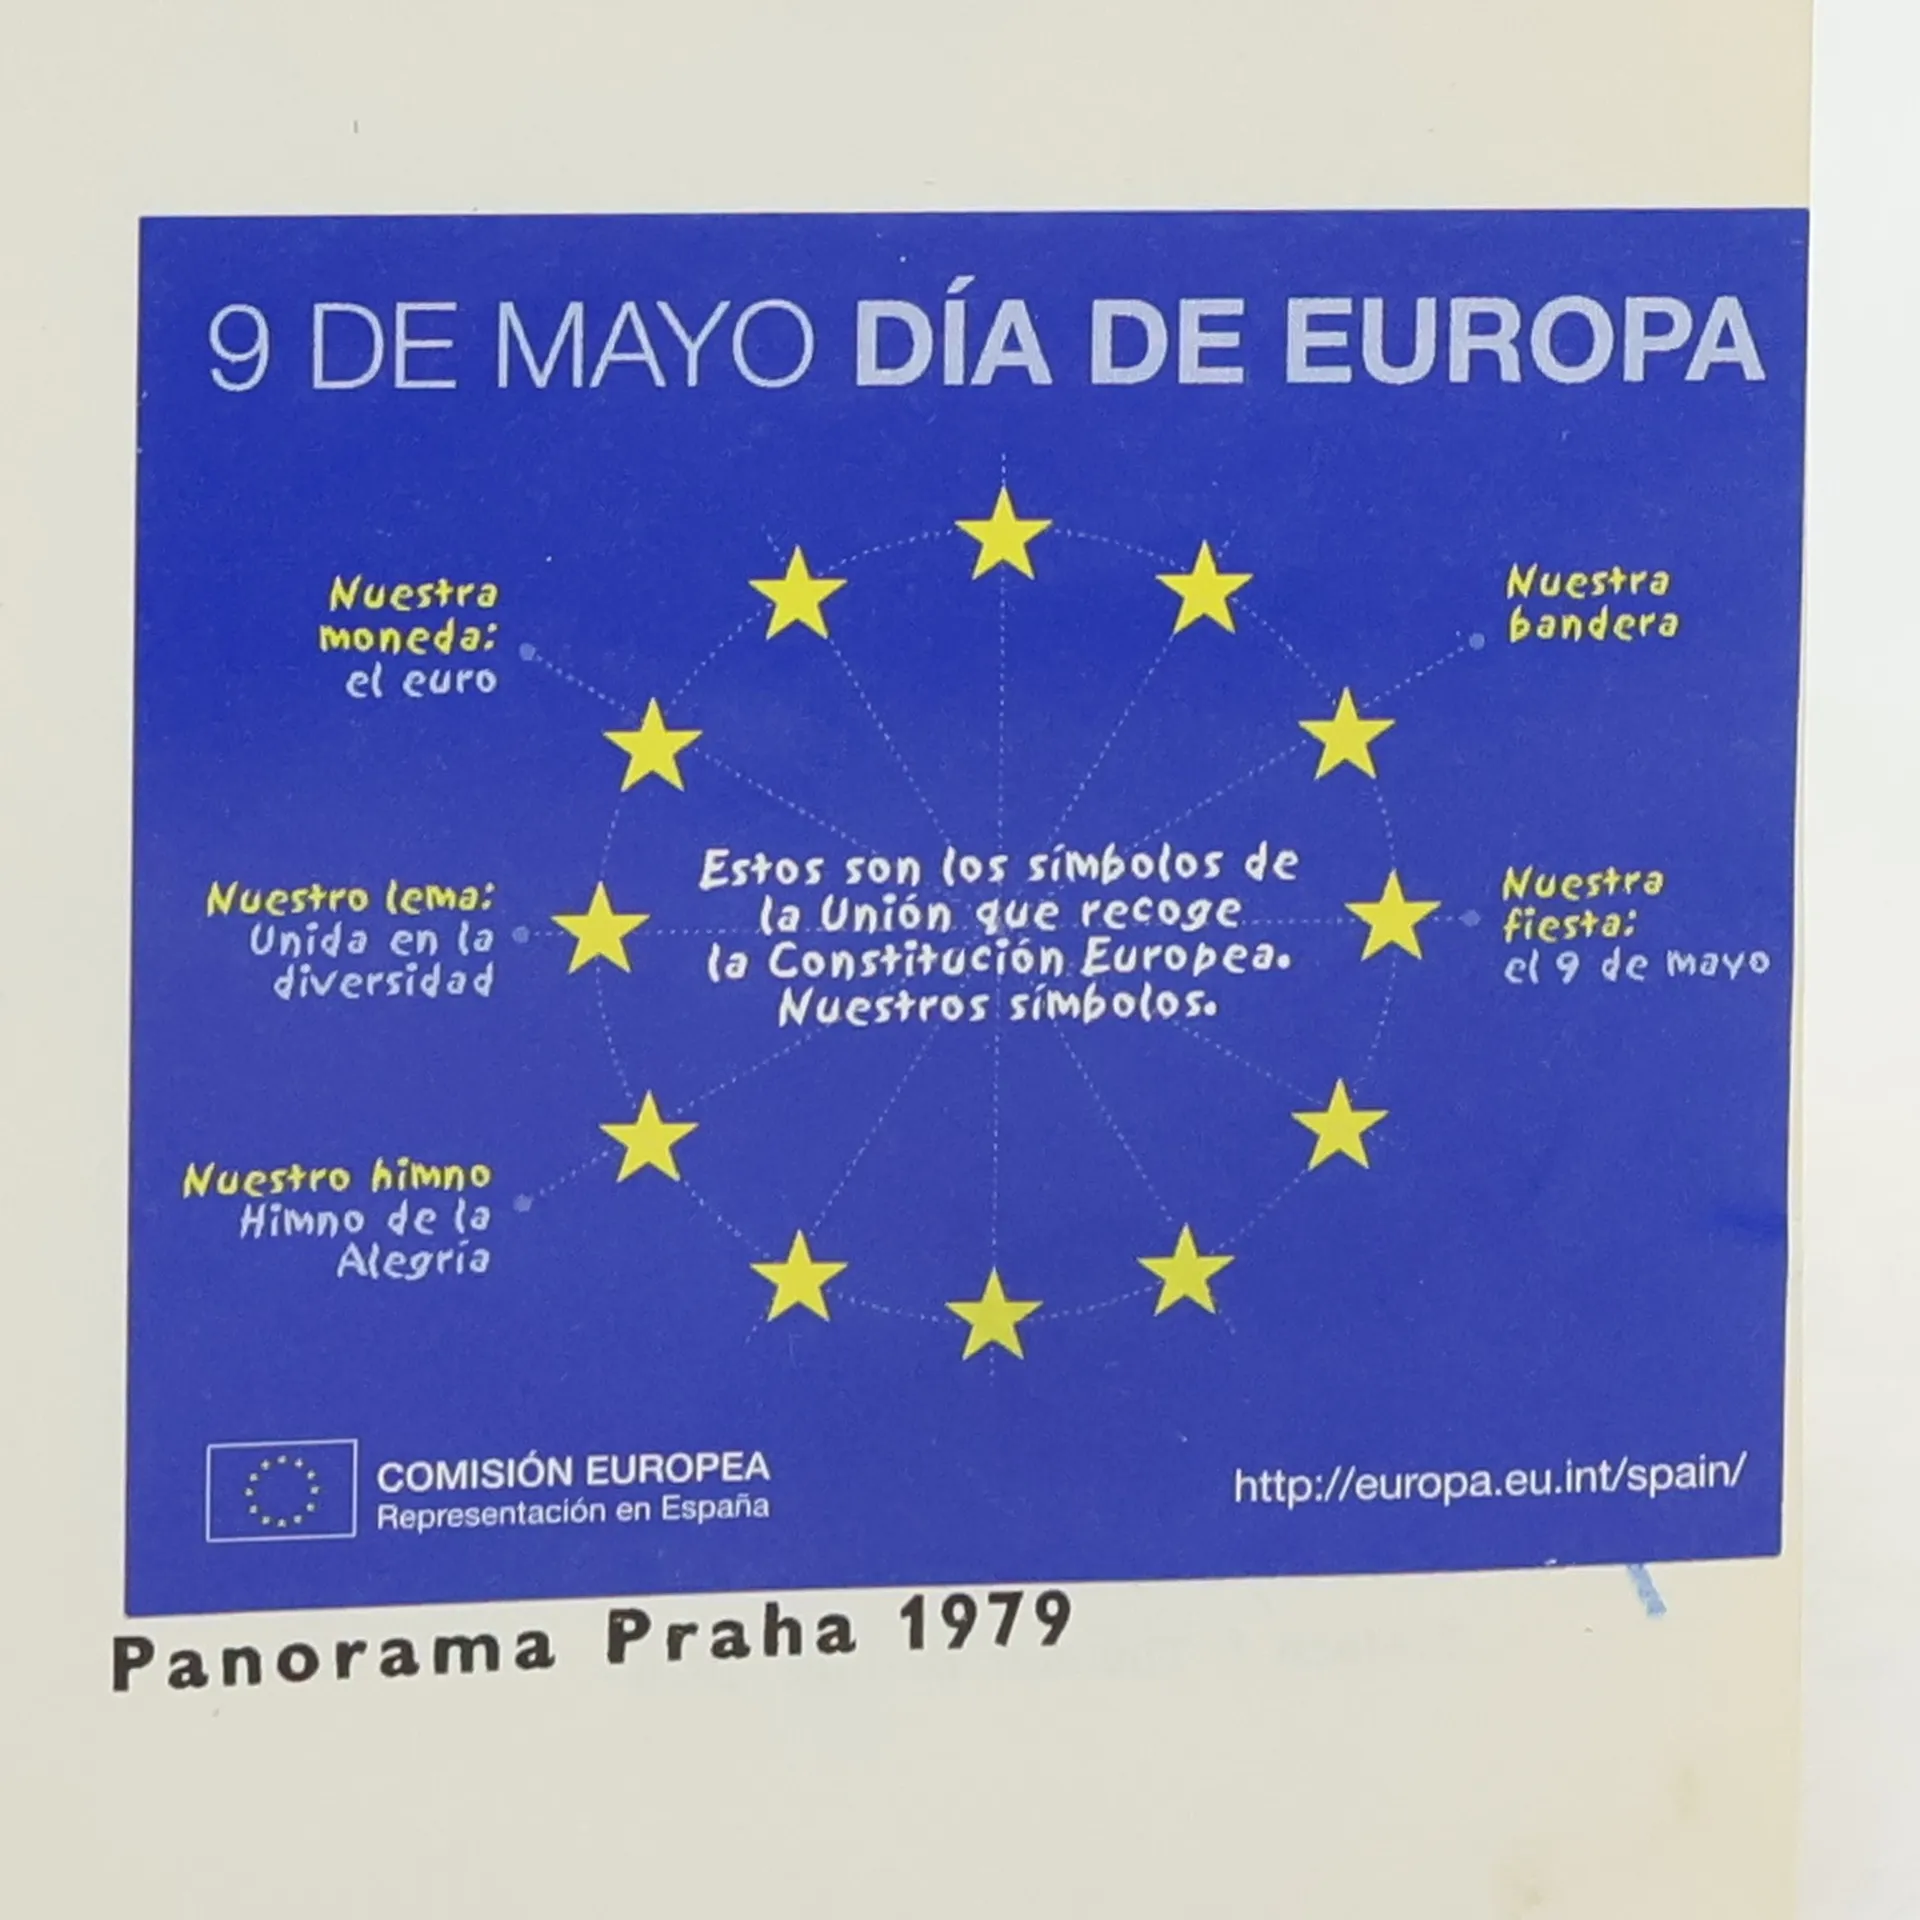 9 DE MAYO DÍA DE EUROPA
Nuestra
moneda:
el euro
Nuestra
bandera
Nuestro lema:
Unida en la
diversidad
Estos son los símbolos de
la Unión que recoge
la Constitución Europea.
Nuestros símbolos.
Nuestra
fiesta:
el 9 de mayo
Nuestro himno
Himno de la
Alegría
COMISIÓN EUROPEA
Representación en España
http://europa.eu.int/spain/
Panorama Praha 1979